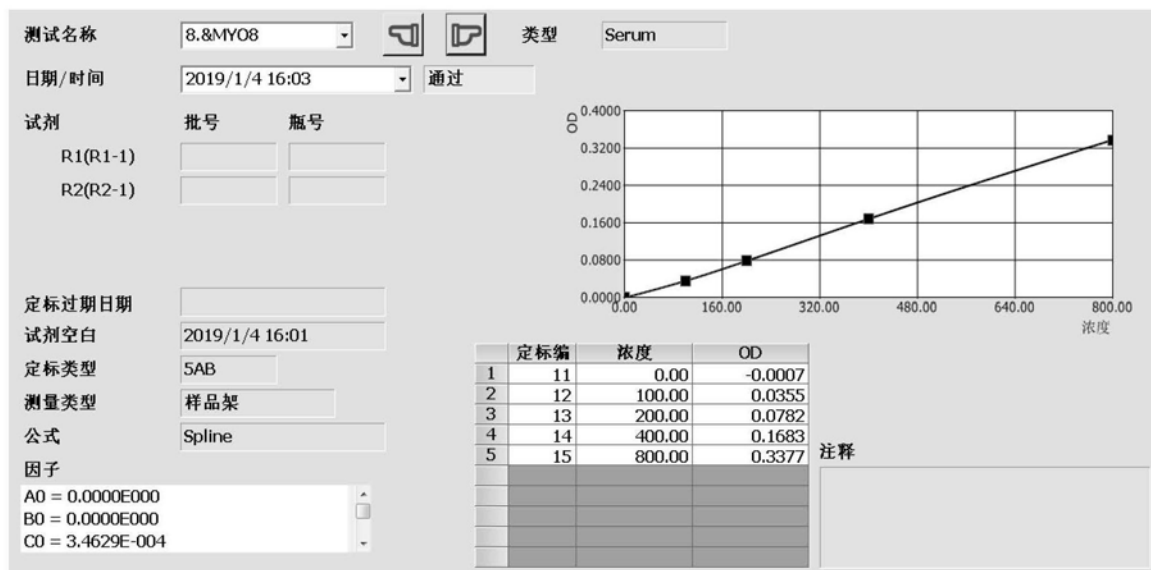 测试名称 8.&MYO8 类型 Serum
日期/时间 2019/1/4 16:03 通过
试剂 批号 瓶号
R1(R1-1)
R2(R2-1)
定标过期日期
试剂空白 2019/1/4 16:01
定标类型 5AB
测量类型 样品架
公式 Spline
因子
A0 = 0.0000E000
B0 = 0.0000E000
C0 = 3.4629E-004
OD
0.4000
0.3200
0.2400
0.1600
0.0800
0.0000
0.00 160.00 320.00 480.00 640.00 800.00
浓度
定标编 浓度 OD
1 11 0.00 -0.0007
2 12 100.00 0.0355
3 13 200.00 0.0782
4 14 400.00 0.1683
5 15 800.00 0.3377
注释